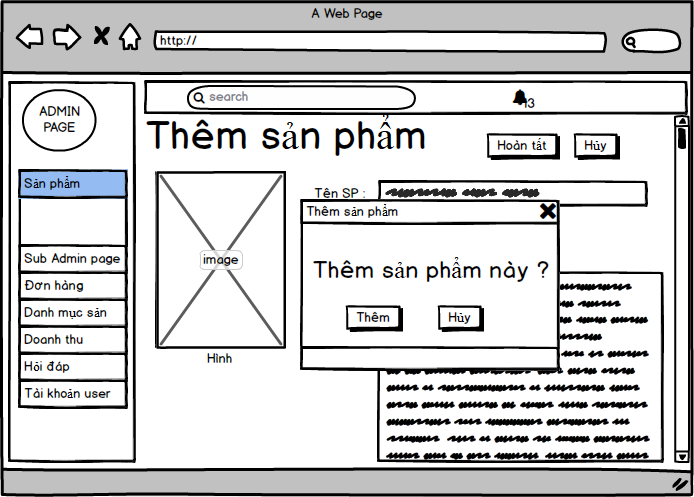 A Web Page
http://
ADMIN
PAGE
search
13
Thêm sản phẩm
Hoàn tất
Hủy
Sản phẩm
Sub Admin page
Đơn hàng
Danh mục sản
Doanh thu
Hỏi đáp
Tài khoản user
image
Hình
Tên SP :
Thêm sản phẩm
Thêm sản phẩm này ?
Thêm
Hủy